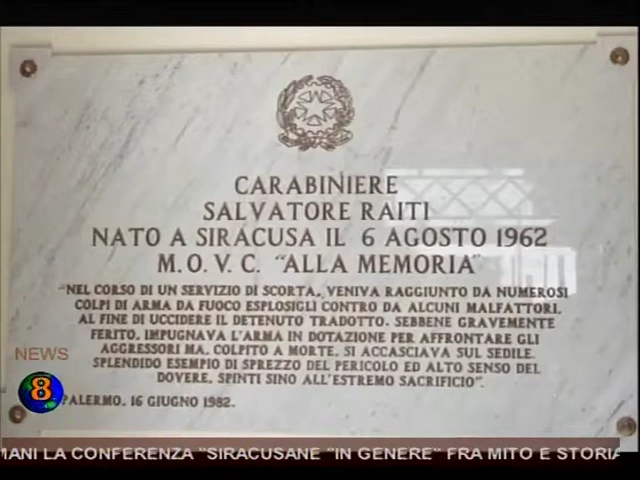 CARABINIERE
SALVATORE RAITI
NATO A SIRACUSA IL 6 AGOSTO 1962
M.O.V.C. "ALLA MEMORIA"
"NEL CORSO DI UN SERVIZIO DI SCORTA, VENIVA RAGGIUNTO DA NUMEROSI
COLPI DI ARMA DA FUOCO ESPLOSIGLI CONTRO DA ALCUNI MALFATTORI,
AL FINE DI UCCIDERE IL DETENUTO TRADOTTO. SEBBENE GRAVEMENTE
FERITO, IMPUGNAVA L'ARMA IN DOTAZIONE PER AFFRONTARE GLI
AGGRESSORI MA, COLPITO A MORTE, SI ACCASCIAVA SUL SEDILE.
SPLENDIDO ESEMPIO DI SPREZZO DEL PERICOLO ED ALTO SENSO DEL
DOVERE, SPINTI SINO ALL'ESTREMO SACRIFICIO".
PALERMO, 16 GIUGNO 1982.
NEWS
8
MANI LA CONFERENZA "SIRACUSANE "IN GENERE" FRA MITO E STORIA